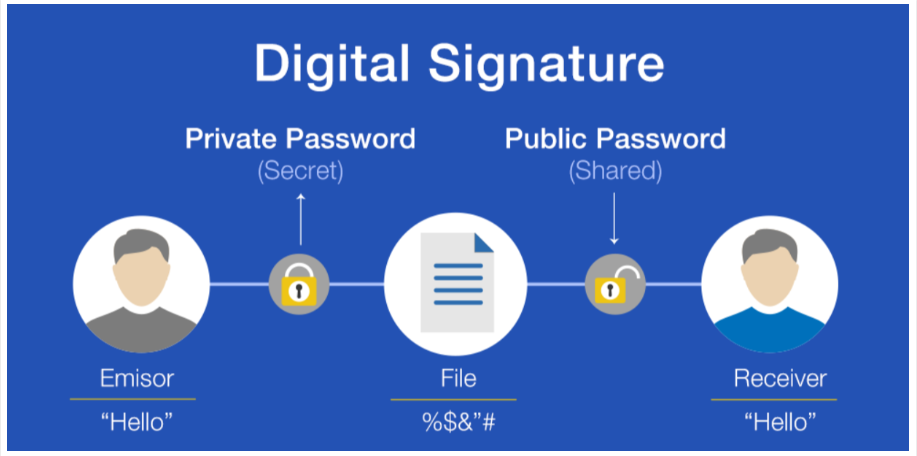 Digital Signature
Private Password
(Secret)
Public Password
(Shared)
Emisor
"Hello"
File
%$&”#
Receiver
"Hello"